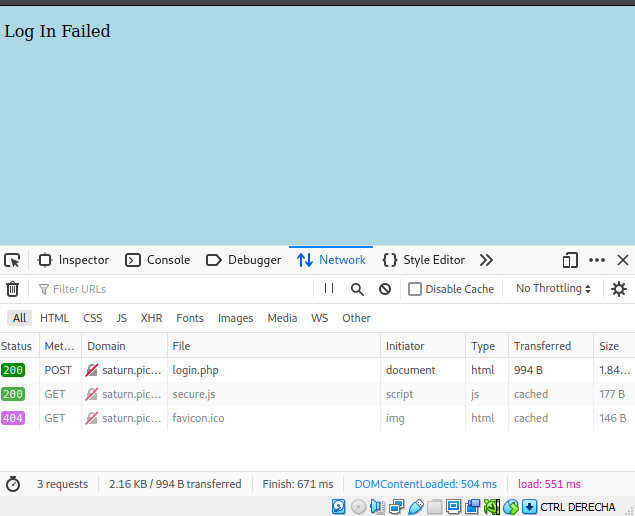 Log In Failed
Inspector Console Debugger Network Style Editor
Filter URLs Disable Cache No Throttling
All HTML CSS JS XHR Fonts Images Media WS Other
Status Met... Domain File Initiator Type Transferred Size
200 POST saturn.pic... login.php document html 994 B 1.84...
200 GET saturn.pic... secure.js script js cached 177 B
404 GET saturn.pic... favicon.ico img html cached 146 B
3 requests 2.16 KB / 994 B transferred Finish: 671 ms DOMContentLoaded: 504 ms load: 551 ms
CTRL DERECHA